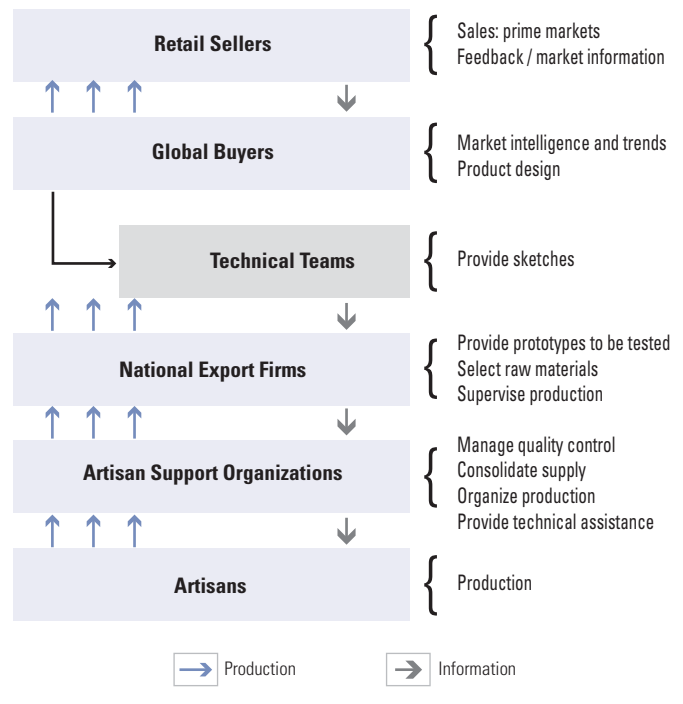 Retail Sellers
Sales: prime markets
Feedback / market information
Global Buyers
Market intelligence and trends
Product design
Technical Teams
Provide sketches
National Export Firms
Provide prototypes to be tested
Select raw materials
Supervise production
Artisan Support Organizations
Manage quality control
Consolidate supply
Organize production
Provide technical assistance
Artisans
Production
Production
Information